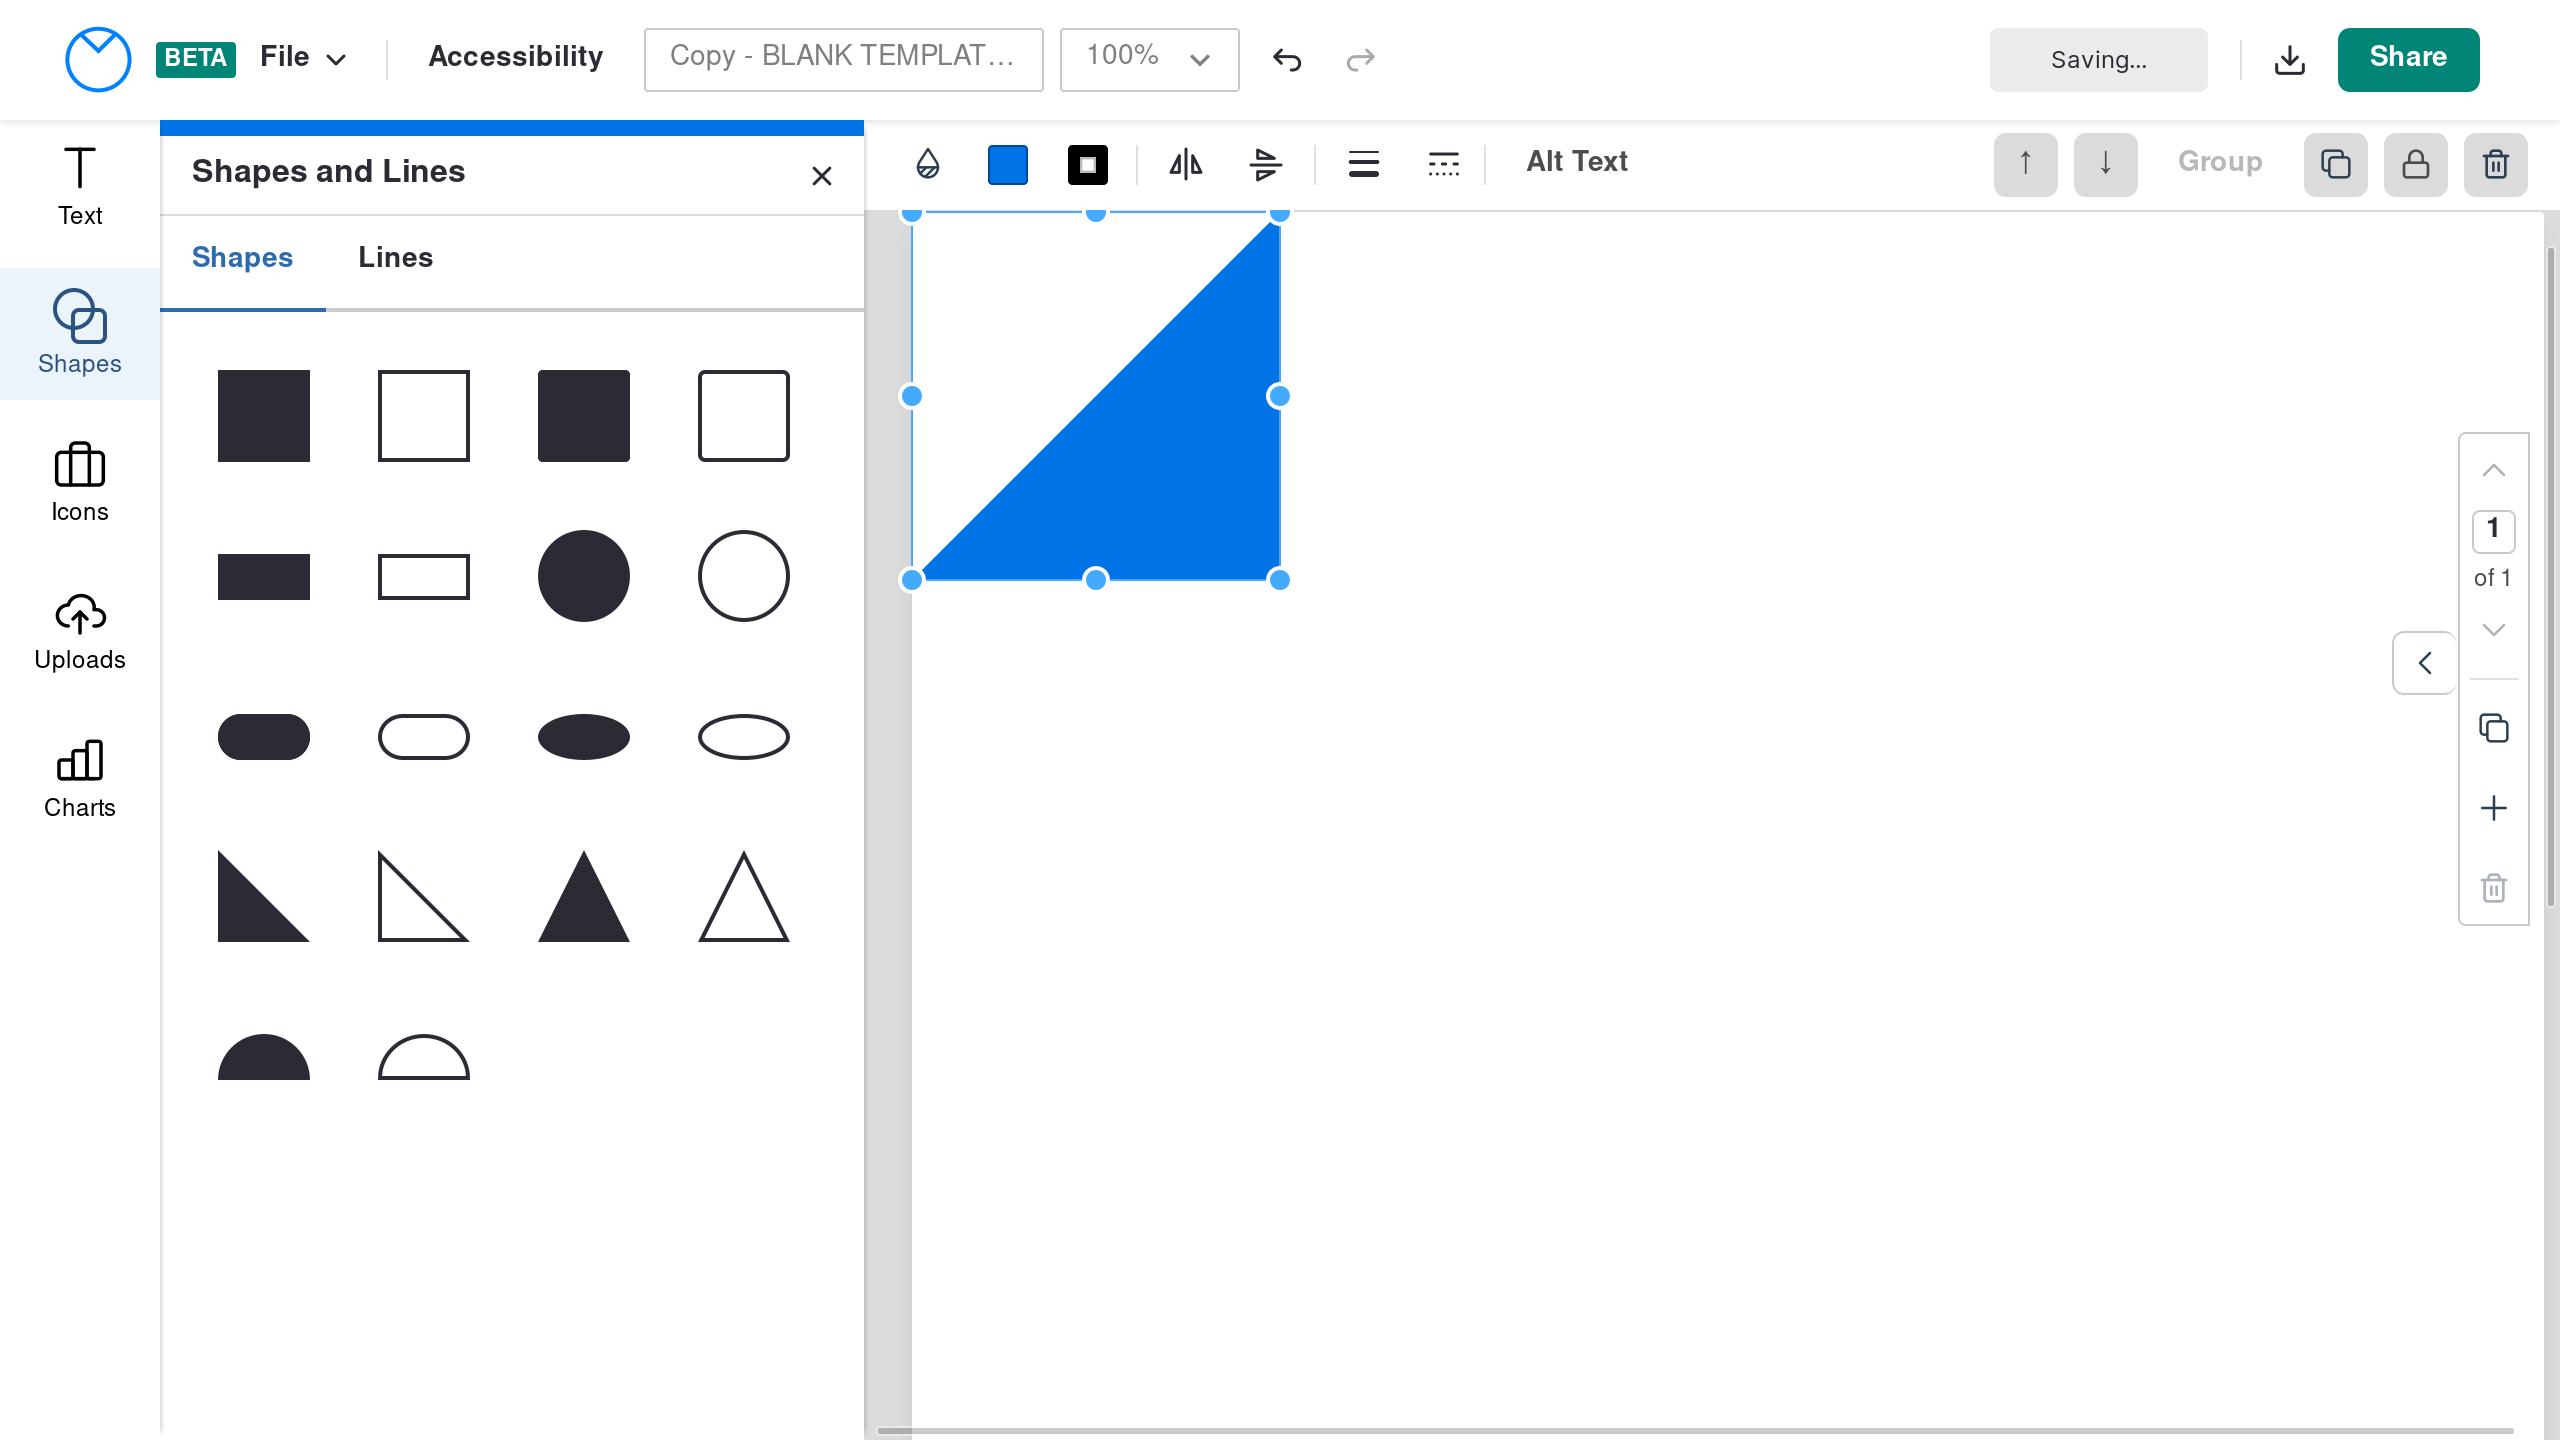 BETA File Accessibility Copy - BLANK TEMPLAT... 100% Saving... Share
Text
Shapes
Icons
Uploads
Charts
Shapes and Lines
Shapes Lines
Alt Text Group
1
of 1